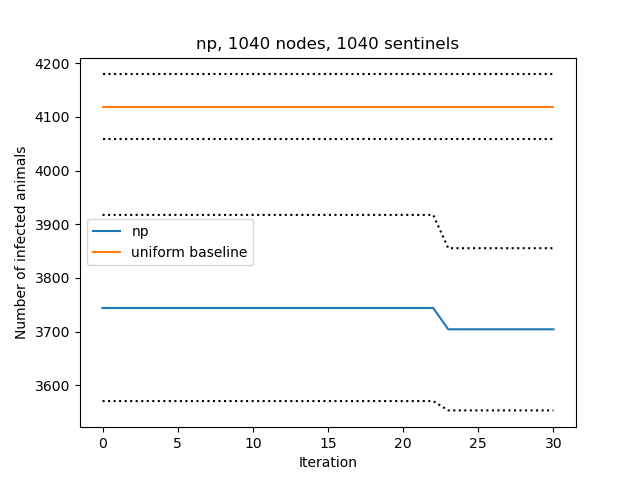 np, 1040 nodes, 1040 sentinels
4200
4100
4000
3900
3800
3700
3600
Number of infected animals
np
uniform baseline
0 5 10 15 20 25 30
Iteration